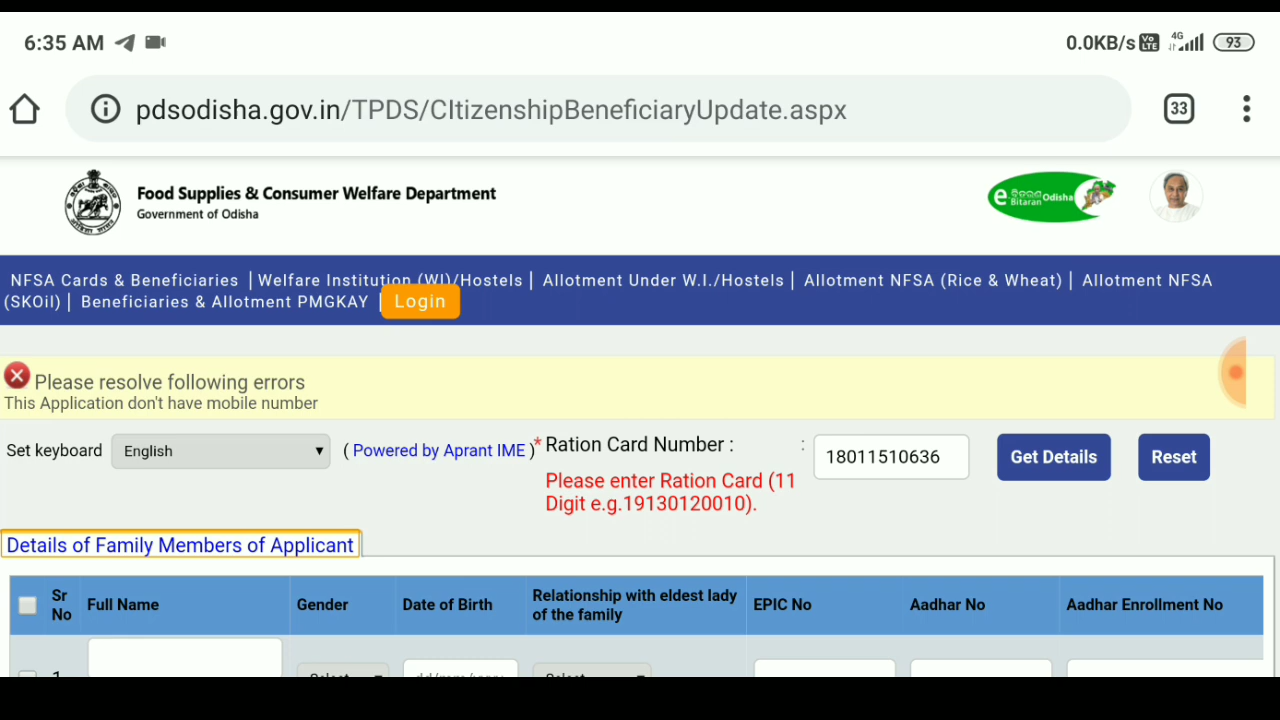 6:35 AM 0.0KB/s Vo LTE 4G 93
pdsodisha.gov.in/TPDS/CItizenshipBeneficiaryUpdate.aspx 33
Food Supplies & Consumer Welfare Department
Government of Odisha
e ବିତରଣ Odisha
Bitaran
NFSA Cards & Beneficiaries | Welfare Institution (WI)/Hostels | Allotment Under W.I./Hostels | Allotment NFSA (Rice & Wheat) | Allotment NFSA
(SKOil) | Beneficiaries & Allotment PMGKAY | Login
Please resolve following errors
This Application don't have mobile number
Set keyboard English ( Powered by Aprant IME )* Ration Card Number : : 18011510636 Get Details Reset
Please enter Ration Card (11
Digit e.g.19130120010).
Details of Family Members of Applicant
Sr No Full Name Gender Date of Birth Relationship with eldest lady of the family EPIC No Aadhar No Aadhar Enrollment No